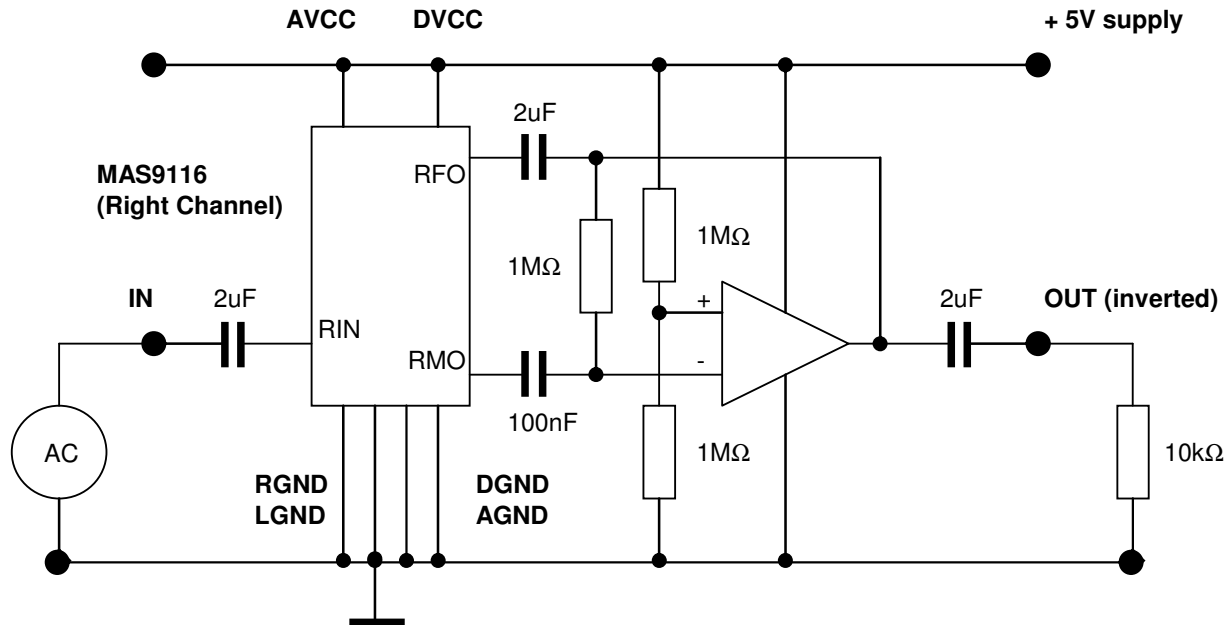 AVCC
DVCC
+ 5V supply
2uF
MAS9116
(Right Channel)
RFO
1MΩ
1MΩ
IN
2uF
RIN
+
2uF
OUT (inverted)
RMO
-
100nF
AC
1MΩ
10kΩ
RGND
LGND
DGND
AGND